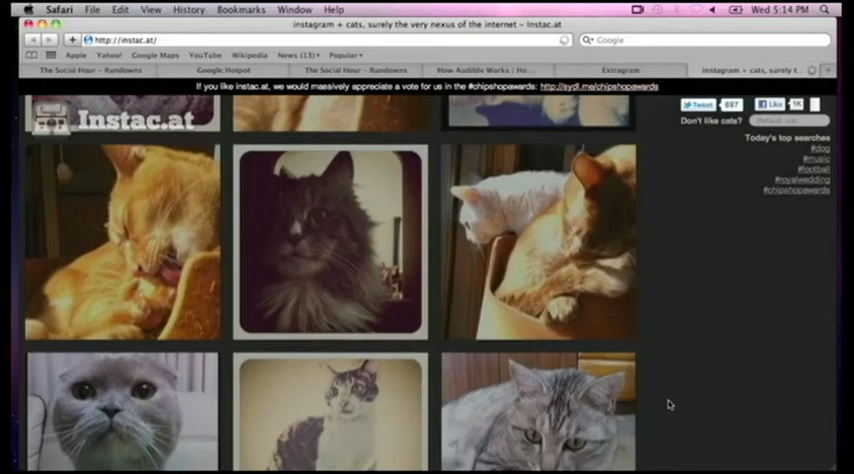 Safari File Edit View History Bookmarks Window Help Wed 5:14 PM
instagram + cats, surely the very nexus of the internet – Instac.at
http://instac.at/ Google
Apple Yahoo! Google Maps YouTube Wikipedia News (13) Popular
The Social Hour – Rundowns Google Hotpot The Social Hour – Rundowns How Audible Works | Ho... Extragram instagram + cats, surely t...
If you like instac.at, we would massively appreciate a vote for us in the #chipshopawards: http://sydl.me/chipshopawards
Instac.at
Tweet 697 Like 1K
Don't like cats? Default: cat
Today's top searches
#dog
#music
#football
#royalwedding
#chipshopawards